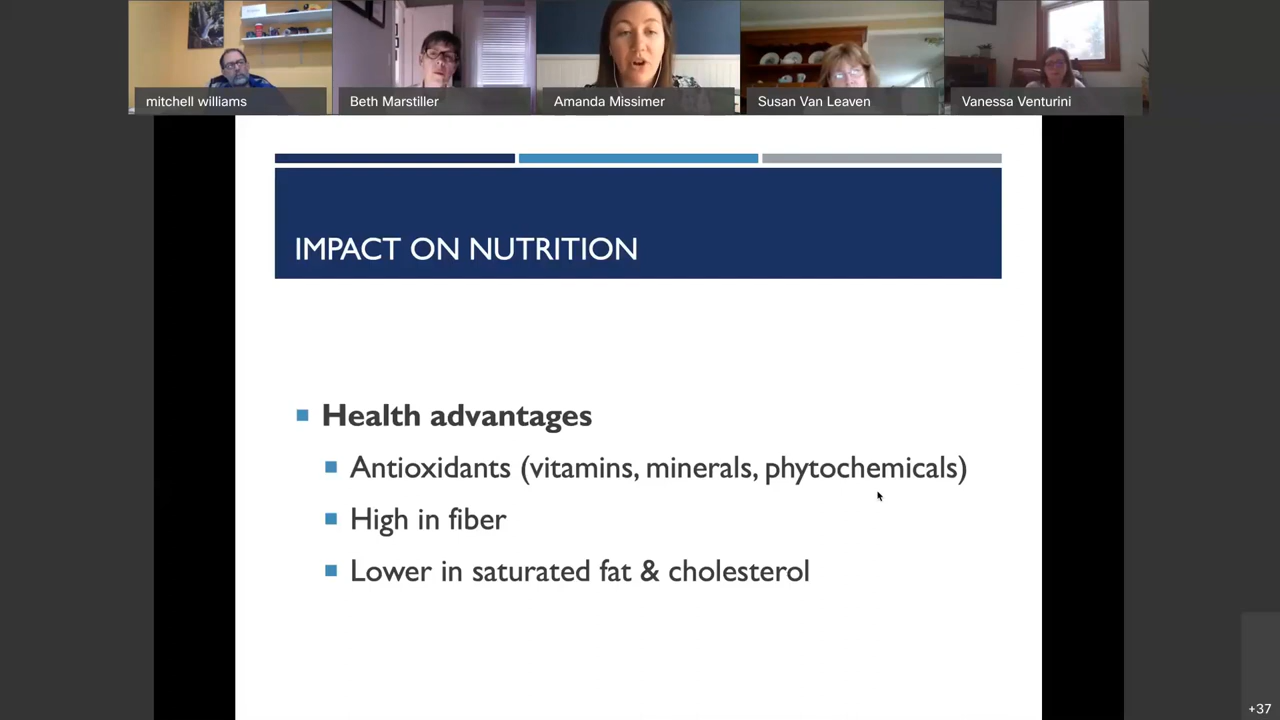 mitchell williams
Beth Marstiller
Amanda Missimer
Susan Van Leaven
Vanessa Venturini
IMPACT ON NUTRITION
Health advantages
Antioxidants (vitamins, minerals, phytochemicals)
High in fiber
Lower in saturated fat & cholesterol
+37